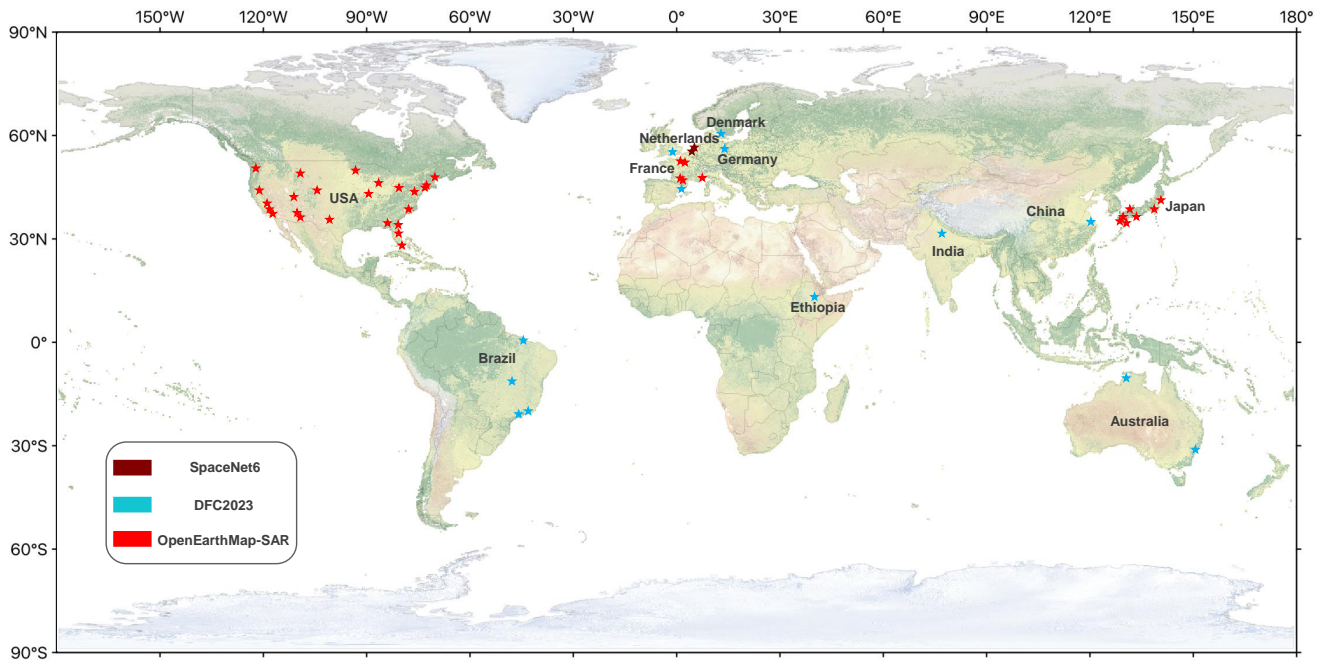 150°W 120°W 90°W 60°W 30°W 0° 30°E 60°E 90°E 120°E 150°E 180°
90°N
60°N
30°N
0°
30°S
60°S
90°S
Denmark
Netherlands
Germany
France
USA
China
Japan
India
Ethiopia
Brazil
Australia
SpaceNet6
DFC2023
OpenEarthMap-SAR